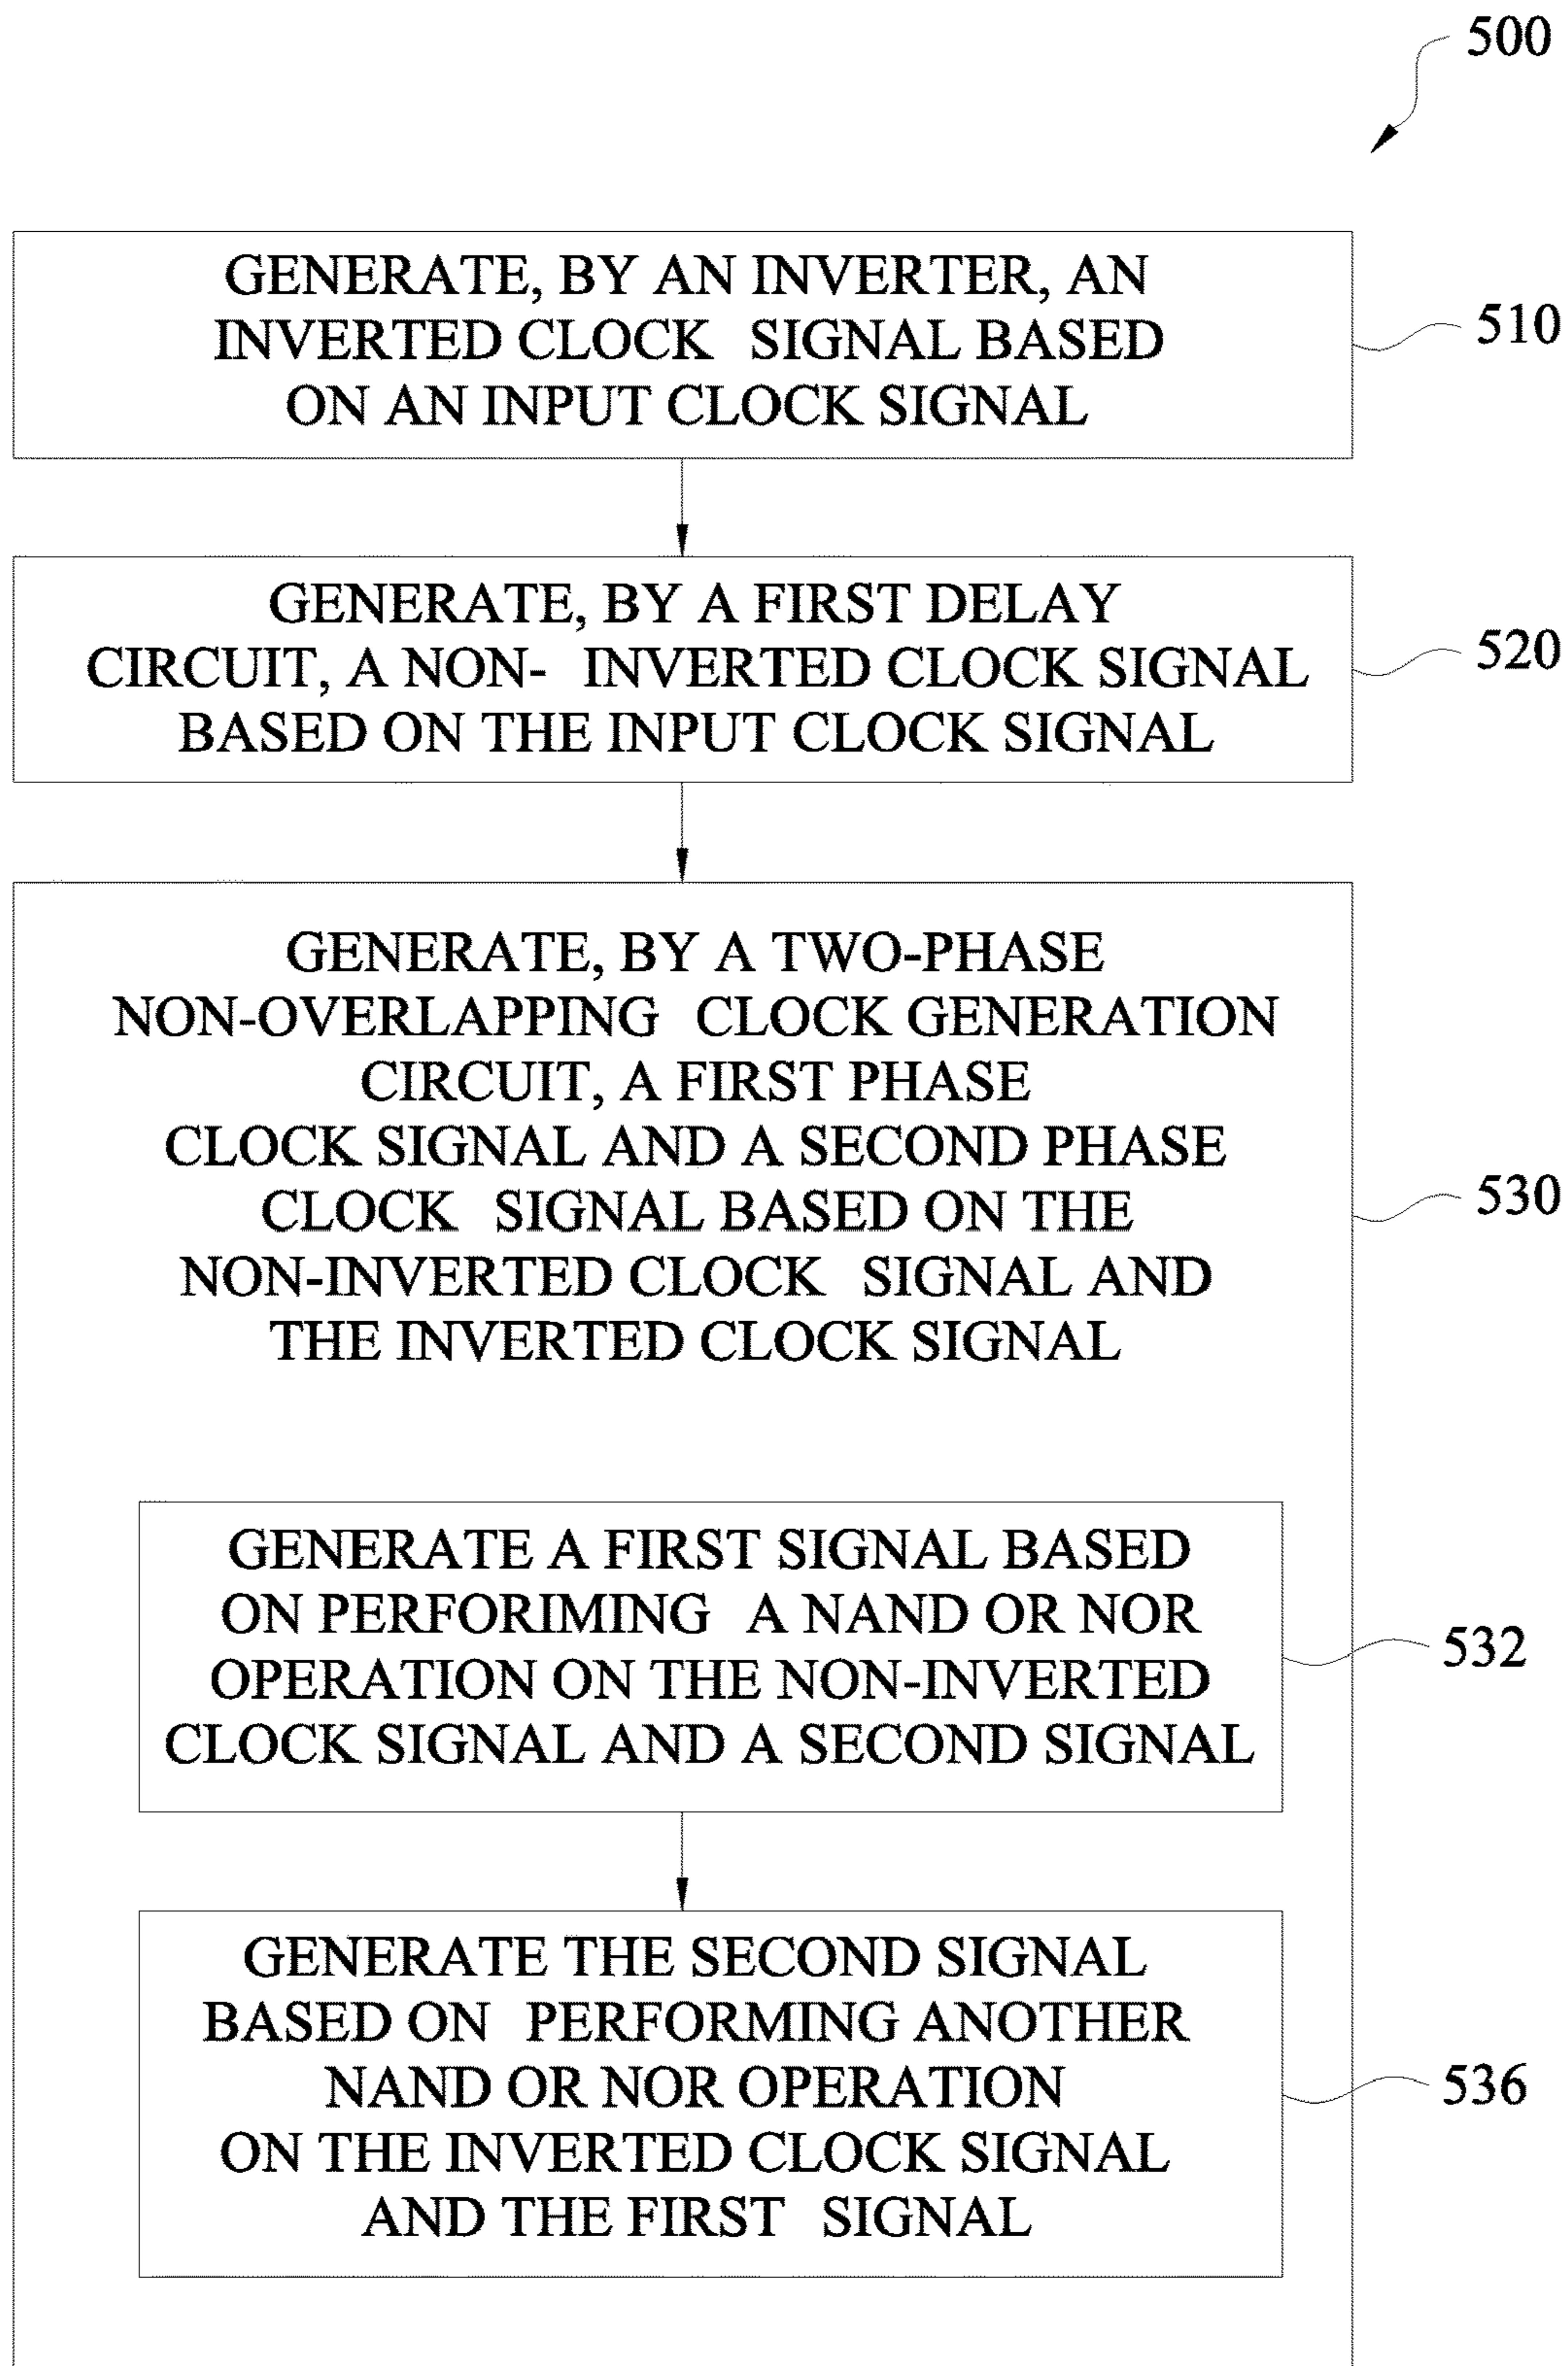 500
GENERATE, BY AN INVERTER, AN
INVERTED CLOCK SIGNAL BASED
ON AN INPUT CLOCK SIGNAL
510
GENERATE, BY A FIRST DELAY
CIRCUIT, A NON- INVERTED CLOCK SIGNAL
BASED ON THE INPUT CLOCK SIGNAL
520
GENERATE, BY A TWO-PHASE
NON-OVERLAPPING CLOCK GENERATION
CIRCUIT, A FIRST PHASE
CLOCK SIGNAL AND A SECOND PHASE
CLOCK SIGNAL BASED ON THE
NON-INVERTED CLOCK SIGNAL AND
THE INVERTED CLOCK SIGNAL
530
GENERATE A FIRST SIGNAL BASED
ON PERFORIMING A NAND OR NOR
OPERATION ON THE NON-INVERTED
CLOCK SIGNAL AND A SECOND SIGNAL
532
GENERATE THE SECOND SIGNAL
BASED ON PERFORMING ANOTHER
NAND OR NOR OPERATION
ON THE INVERTED CLOCK SIGNAL
AND THE FIRST SIGNAL
536